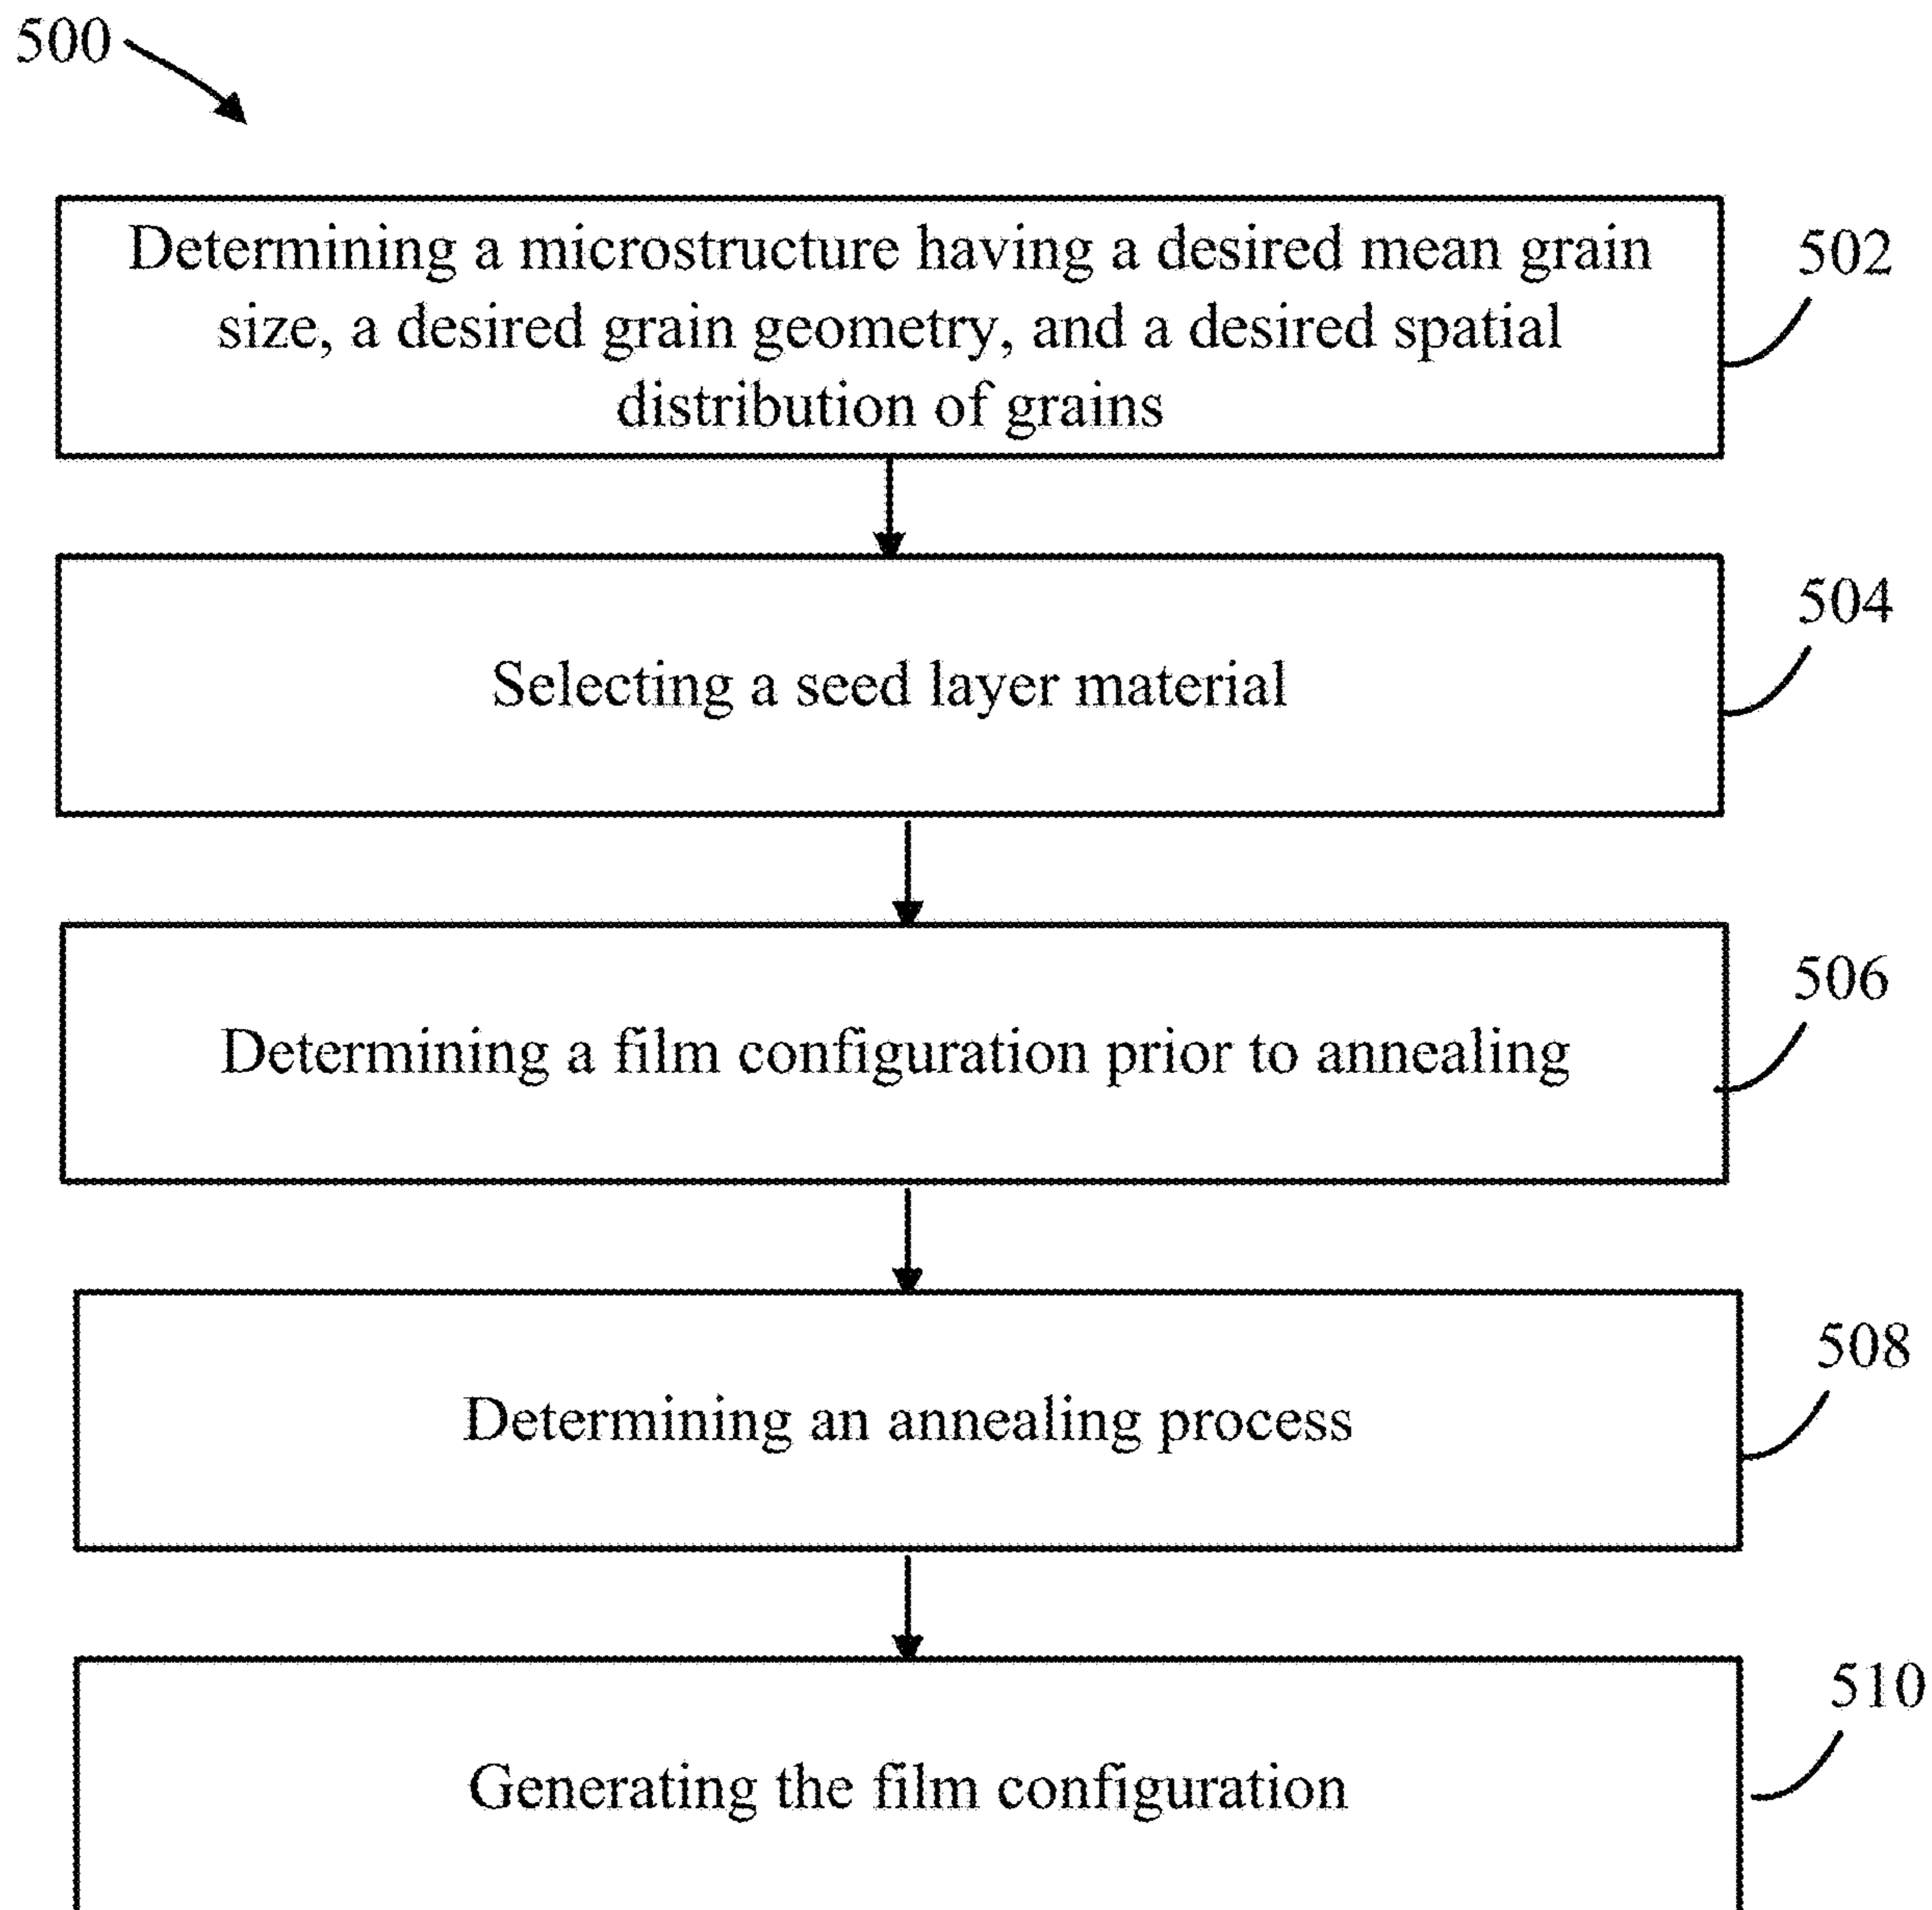 500
Determining a microstructure having a desired mean grain
size, a desired grain geometry, and a desired spatial
distribution of grains
502
Selecting a seed layer material
504
Determining a film configuration prior to annealing
506
Determining an annealing process
508
Generating the film configuration
510